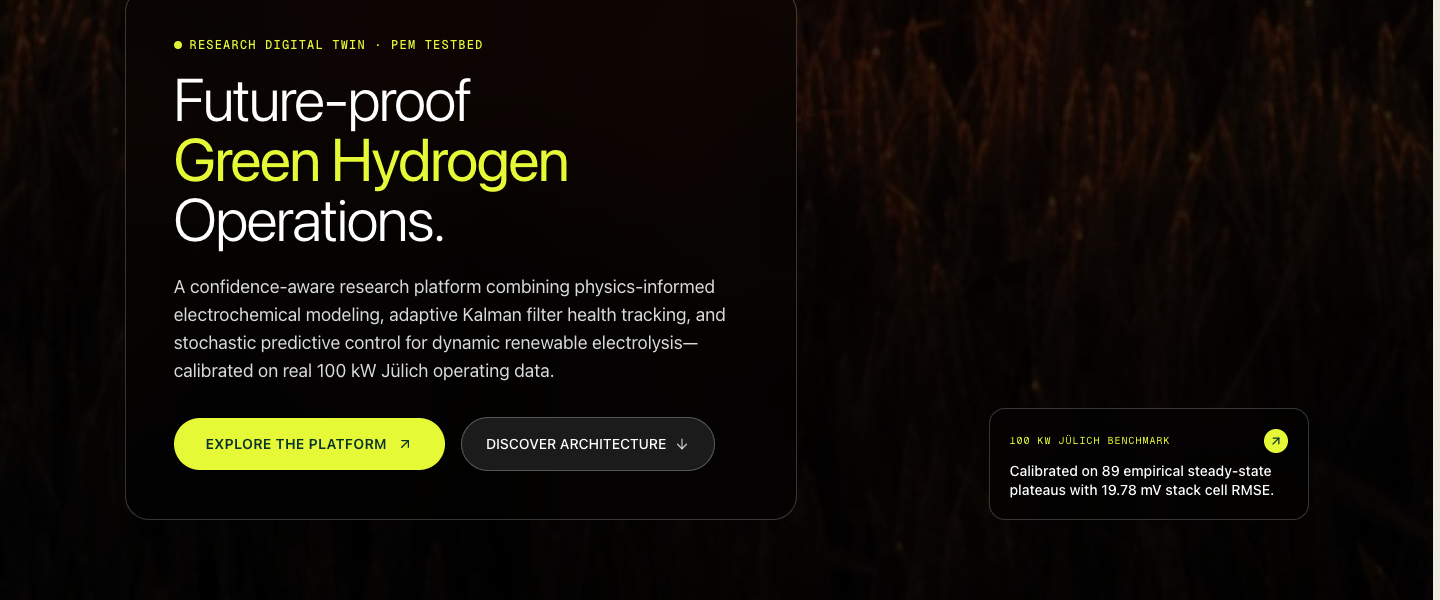 RESEARCH DIGITAL TWIN · PEM TESTBED
Future-proof
Green Hydrogen
Operations.
A confidence-aware research platform combining physics-informed
electrochemical modeling, adaptive Kalman filter health tracking, and
stochastic predictive control for dynamic renewable electrolysis—
calibrated on real 100 kW Jülich operating data.
EXPLORE THE PLATFORM
DISCOVER ARCHITECTURE
100 KW JÜLICH BENCHMARK
Calibrated on 89 empirical steady-state
plateaus with 19.78 mV stack cell RMSE.